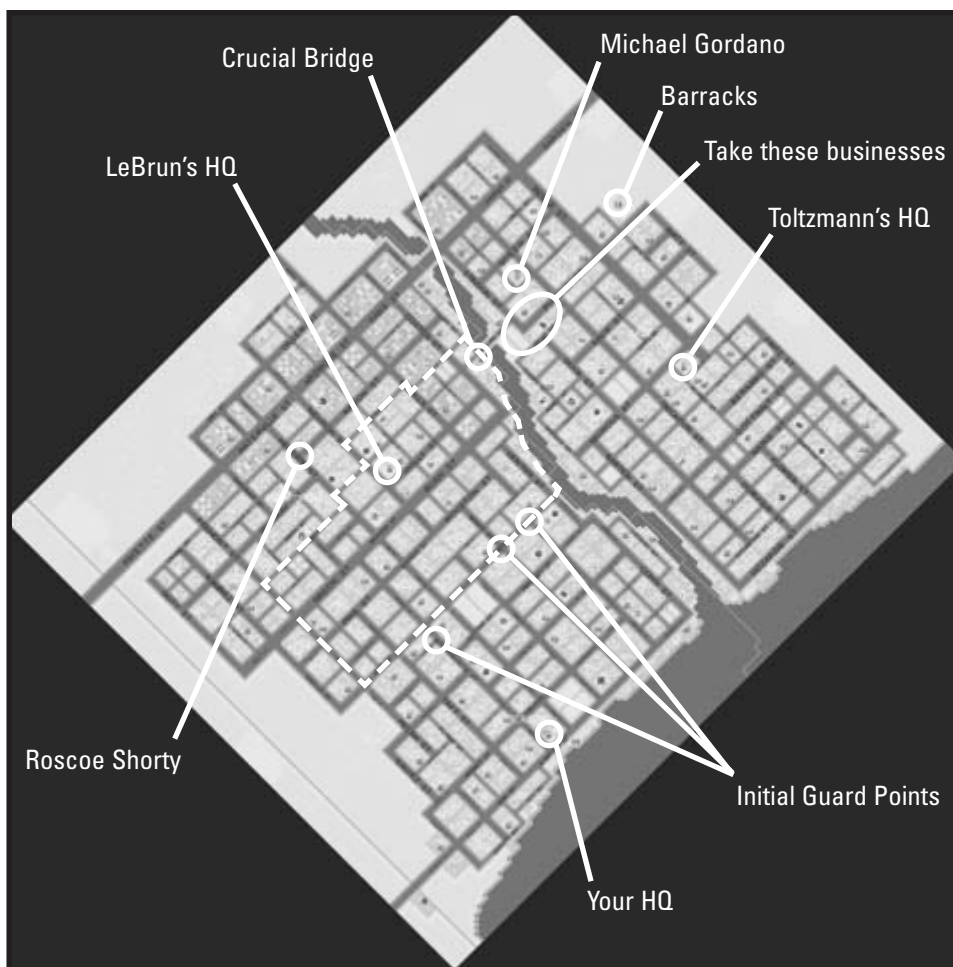 Michael Gordano
Crucial Bridge
Barracks
Take these businesses
LeBrun's HQ
Toltzmann's HQ
Roscoe Shorty
Initial Guard Points
Your HQ